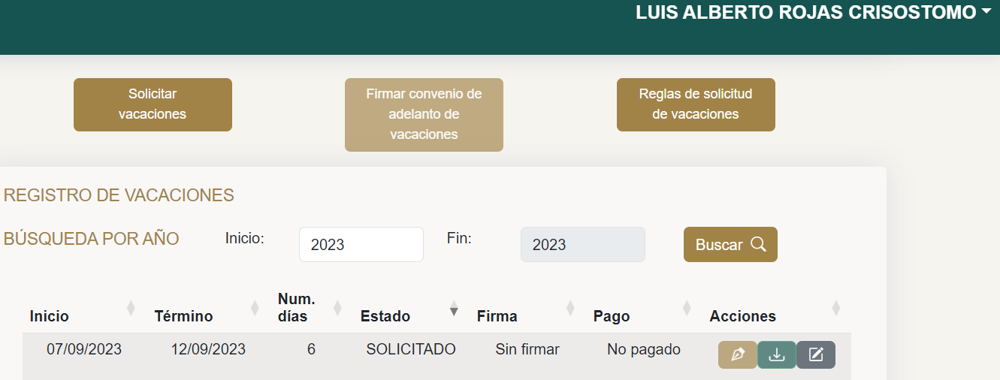 LUIS ALBERTO ROJAS CRISOSTOMO
Solicitar
vacaciones
Firmar convenio de
adelanto de
vacaciones
Reglas de solicitud
de vacaciones
REGISTRO DE VACACIONES
BÚSQUEDA POR AÑO Inicio: 2023 Fin: 2023 Buscar
Inicio Término Num. días Estado Firma Pago Acciones
07/09/2023 12/09/2023 6 SOLICITADO Sin firmar No pagado